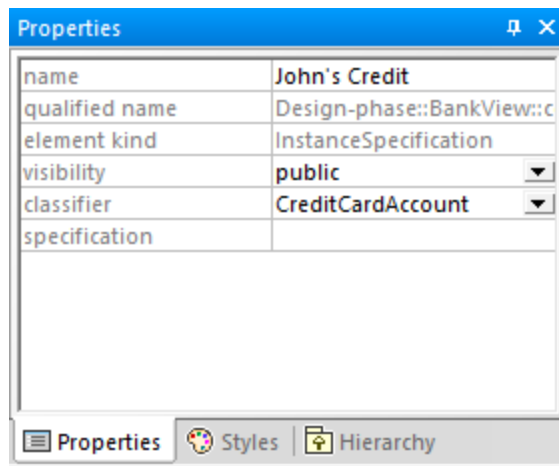 Properties
name John's Credit
qualified name Design-phase::BankView::c
element kind InstanceSpecification
visibility public
classifier CreditCardAccount
specification
Properties Styles Hierarchy